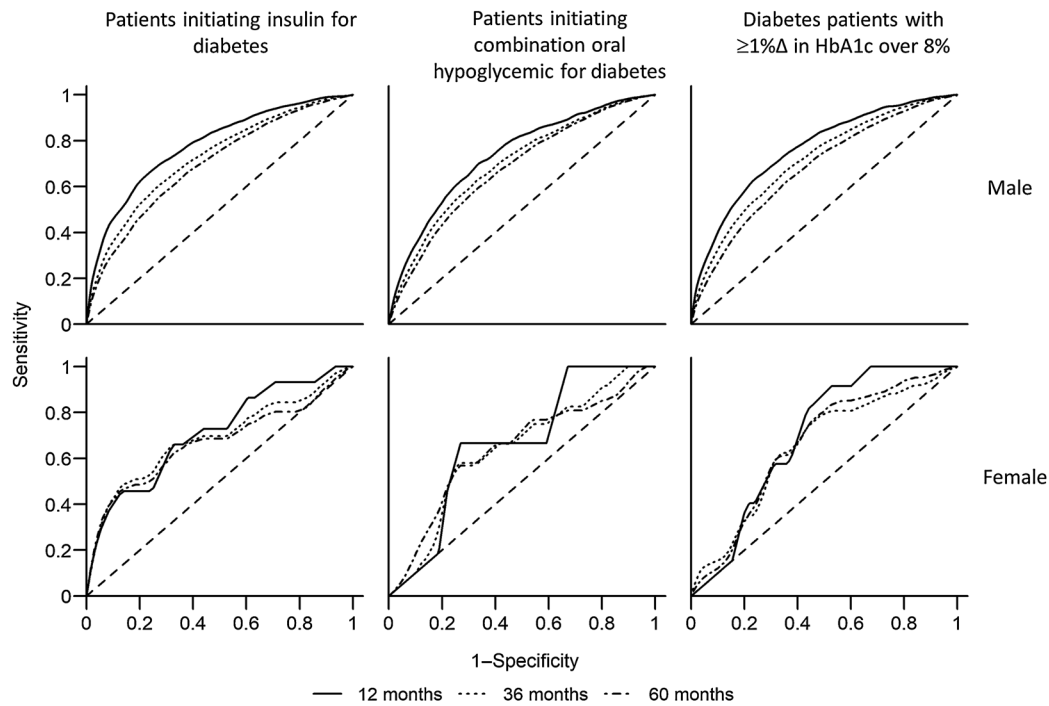 Patients initiating insulin for
diabetes
Patients initiating
combination oral
hypoglycemic for diabetes
Diabetes patients with
≥1%Δ in HbA1c over 8%
1
0.8
0.6
0.4
0.2
0
Male
Sensitivity
1
0.8
0.6
0.4
0.2
0
Female
0 0.2 0.4 0.6 0.8 1
0 0.2 0.4 0.6 0.8 1
0 0.2 0.4 0.6 0.8 1
1–Specificity
12 months 36 months 60 months